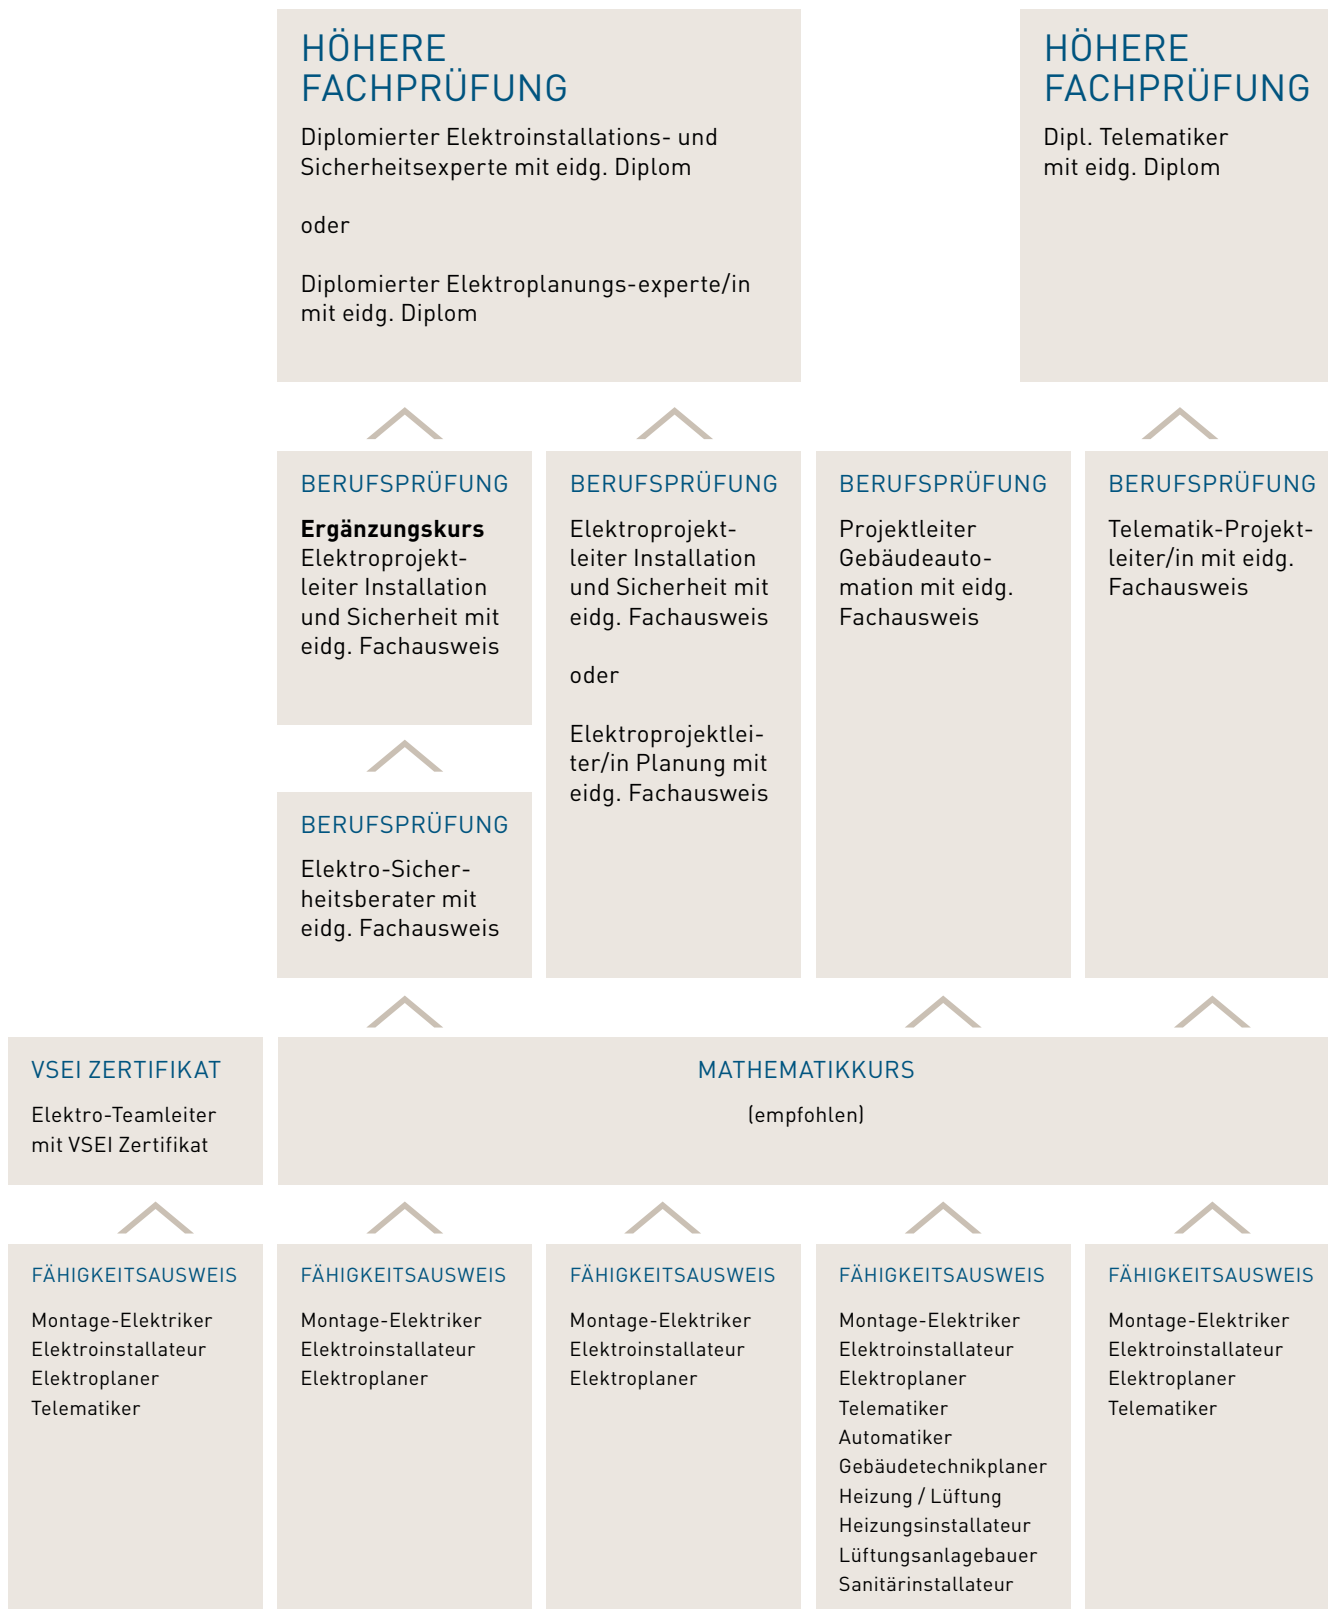 HÖHERE
FACHPRÜFUNG
Diplomierter Elektroinstallations- und
Sicherheitsexperte mit eidg. Diplom
oder
Diplomierter Elektroplanungs-experte/in
mit eidg. Diplom
HÖHERE
FACHPRÜFUNG
Dipl. Telematiker
mit eidg. Diplom
BERUFSPRÜFUNG
Ergänzungskurs
Elektroprojekt-
leiter Installation
und Sicherheit mit
eidg. Fachausweis
BERUFSPRÜFUNG
Elektro-Sicher-
heitsberater mit
eidg. Fachausweis
BERUFSPRÜFUNG
Elektroprojekt-
leiter Installation
und Sicherheit mit
eidg. Fachausweis
oder
Elektroprojektlei-
ter/in Planung mit
eidg. Fachausweis
BERUFSPRÜFUNG
Projektleiter
Gebäudeauto-
mation mit eidg.
Fachausweis
BERUFSPRÜFUNG
Telematik-Projekt-
leiter/in mit eidg.
Fachausweis
VSEI ZERTIFIKAT
Elektro-Teamleiter
mit VSEI Zertifikat
MATHEMATIKKURS
(empfohlen)
FÄHIGKEITSAUSWEIS
Montage-Elektriker
Elektroinstallateur
Elektroplaner
Telematiker
FÄHIGKEITSAUSWEIS
Montage-Elektriker
Elektroinstallateur
Elektroplaner
FÄHIGKEITSAUSWEIS
Montage-Elektriker
Elektroinstallateur
Elektroplaner
FÄHIGKEITSAUSWEIS
Montage-Elektriker
Elektroinstallateur
Elektroplaner
Telematiker
Automatiker
Gebäudetechnikplaner
Heizung / Lüftung
Heizungsinstallateur
Lüftungsanlagebauer
Sanitärinstallateur
FÄHIGKEITSAUSWEIS
Montage-Elektriker
Elektroinstallateur
Elektroplaner
Telematiker